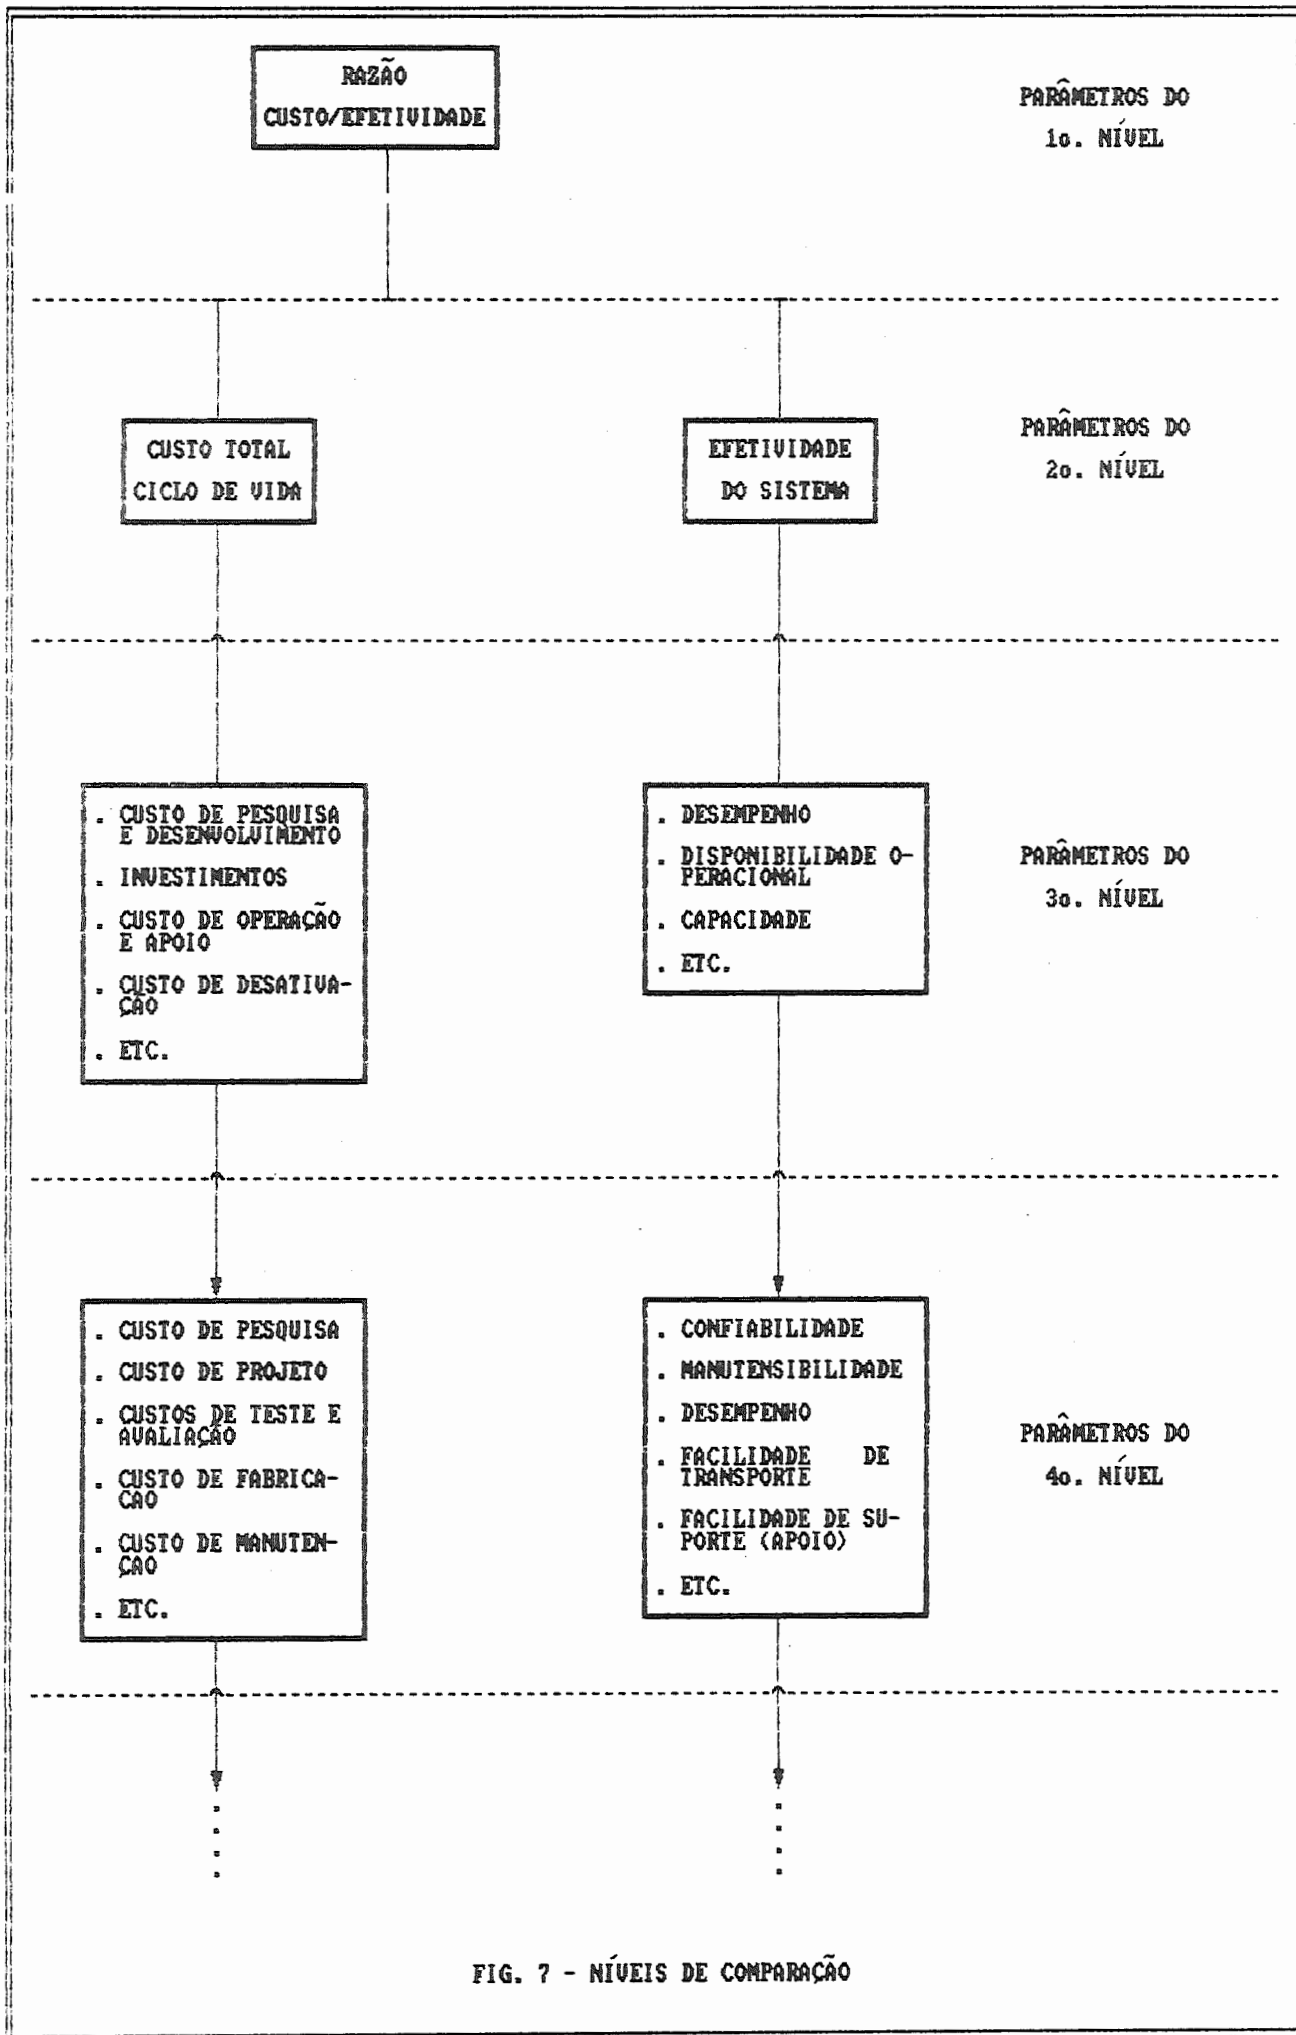 RAZÃO
CUSTO/EFETIVIDADE
PARÂMETROS DO
1o. NÍVEL
CUSTO TOTAL
CICLO DE VIDA
EFETIVIDADE
DO SISTEMA
PARÂMETROS DO
2o. NÍVEL
. CUSTO DE PESQUISA
E DESENVOLVIMENTO
. INVESTIMENTOS
. CUSTO DE OPERAÇÃO
E APOIO
. CUSTO DE DESATIVA-
ÇÃO
. ETC.
. DESEMPENHO
. DISPONIBILIDADE O-
PERACIONAL
. CAPACIDADE
. ETC.
PARÂMETROS DO
3o. NÍVEL
. CUSTO DE PESQUISA
. CUSTO DE PROJETO
. CUSTOS DE TESTE E
AVALIAÇÃO
. CUSTO DE FABRICA-
CAO
. CUSTO DE MANUTEN-
ÇAO
. ETC.
. CONFIABILIDADE
. MANUTENSIBILIDADE
. DESEMPENHO
. FACILIDADE DE
TRANSPORTE
. FACILIDADE DE SU-
PORTE (APOIO)
. ETC.
PARÂMETROS DO
4o. NÍVEL
FIG. 7 - NÍVEIS DE COMPARAÇÃO